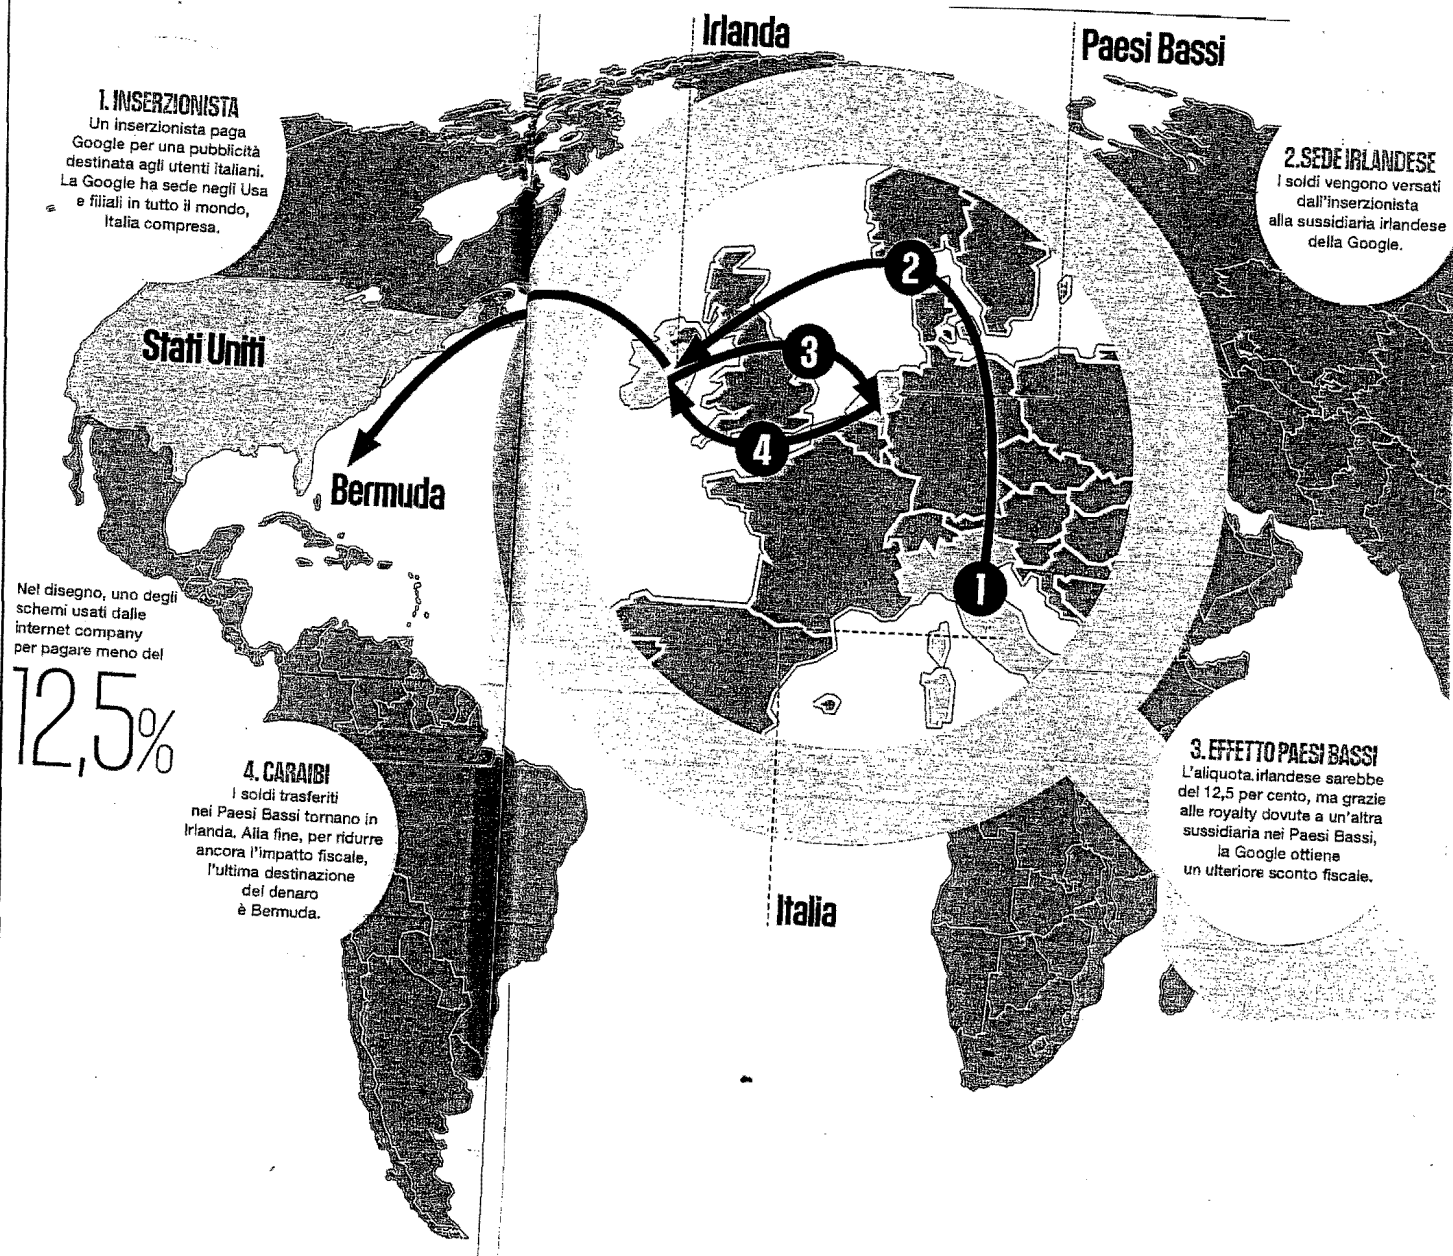 Irlanda
Paesi Bassi
1. INSERZIONISTA
Un inserzionista paga
Google per una pubblicità
destinata agli utenti italiani.
La Google ha sede negli Usa
e filiali in tutto il mondo,
Italia compresa.
2. SEDE IRLANDESE
I soldi vengono versati
dall'inserzionista
alla sussidiaria irlandese
della Google.
2
3
4
1
Stati Uniti
Bermuda
Nel disegno, uno degli
schemi usati dalle
internet company
per pagare meno del
12,5%
4. CARAIBI
I soldi trasferiti
nei Paesi Bassi tornano in
Irlanda. Alla fine, per ridurre
ancora l'impatto fiscale,
l'ultima destinazione
del denaro
è Bermuda.
3. EFFETTO PAESI BASSI
L'aliquota irlandese sarebbe
del 12,5 per cento, ma grazie
alle royalty dovute a un'altra
sussidiaria nei Paesi Bassi,
la Google ottiene
un ulteriore sconto fiscale.
Italia